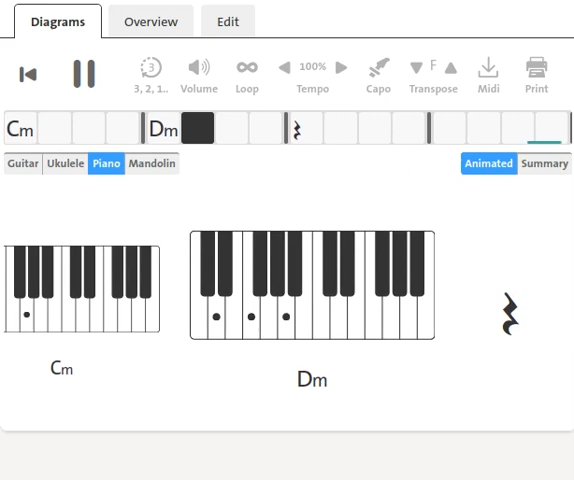 Diagrams Overview Edit
3
100%
F
3, 2, 1.. Volume Loop Tempo Capo Transpose Midi Print
Cm Dm
Guitar Ukulele Piano Mandolin Animated Summary
Cm
Dm